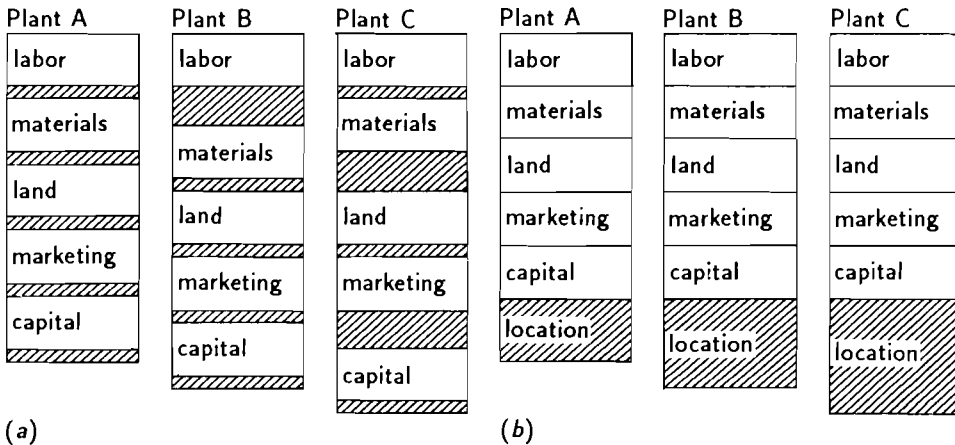 Plant A
labor
materials
land
marketing
capital
Plant B
labor
materials
land
marketing
capital
Plant C
labor
materials
land
marketing
capital
(a)
Plant A
labor
materials
land
marketing
capital
location
Plant B
labor
materials
land
marketing
capital
location
Plant C
labor
materials
land
marketing
capital
location
(b)